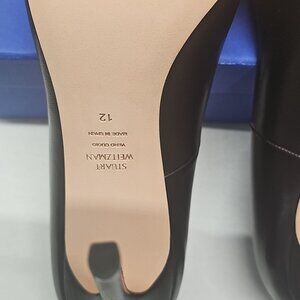 STUART
WEITZMAN
VERO CUOIO
MADE IN SPAIN
12